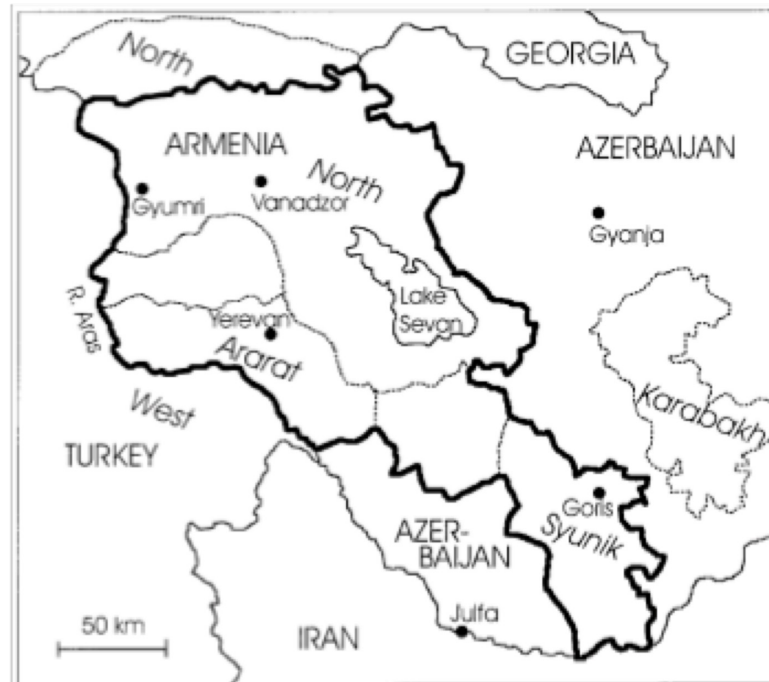 North
GEORGIA
ARMENIA
AZERBAIJAN
North
Gyumri
Vanadzor
Gyanja
R. Aras
Lake
Sevan
Yerevan
Ararat
West
Karabakh
TURKEY
Goris
Syunik
AZER-
BAIJAN
Julfa
50 km
IRAN